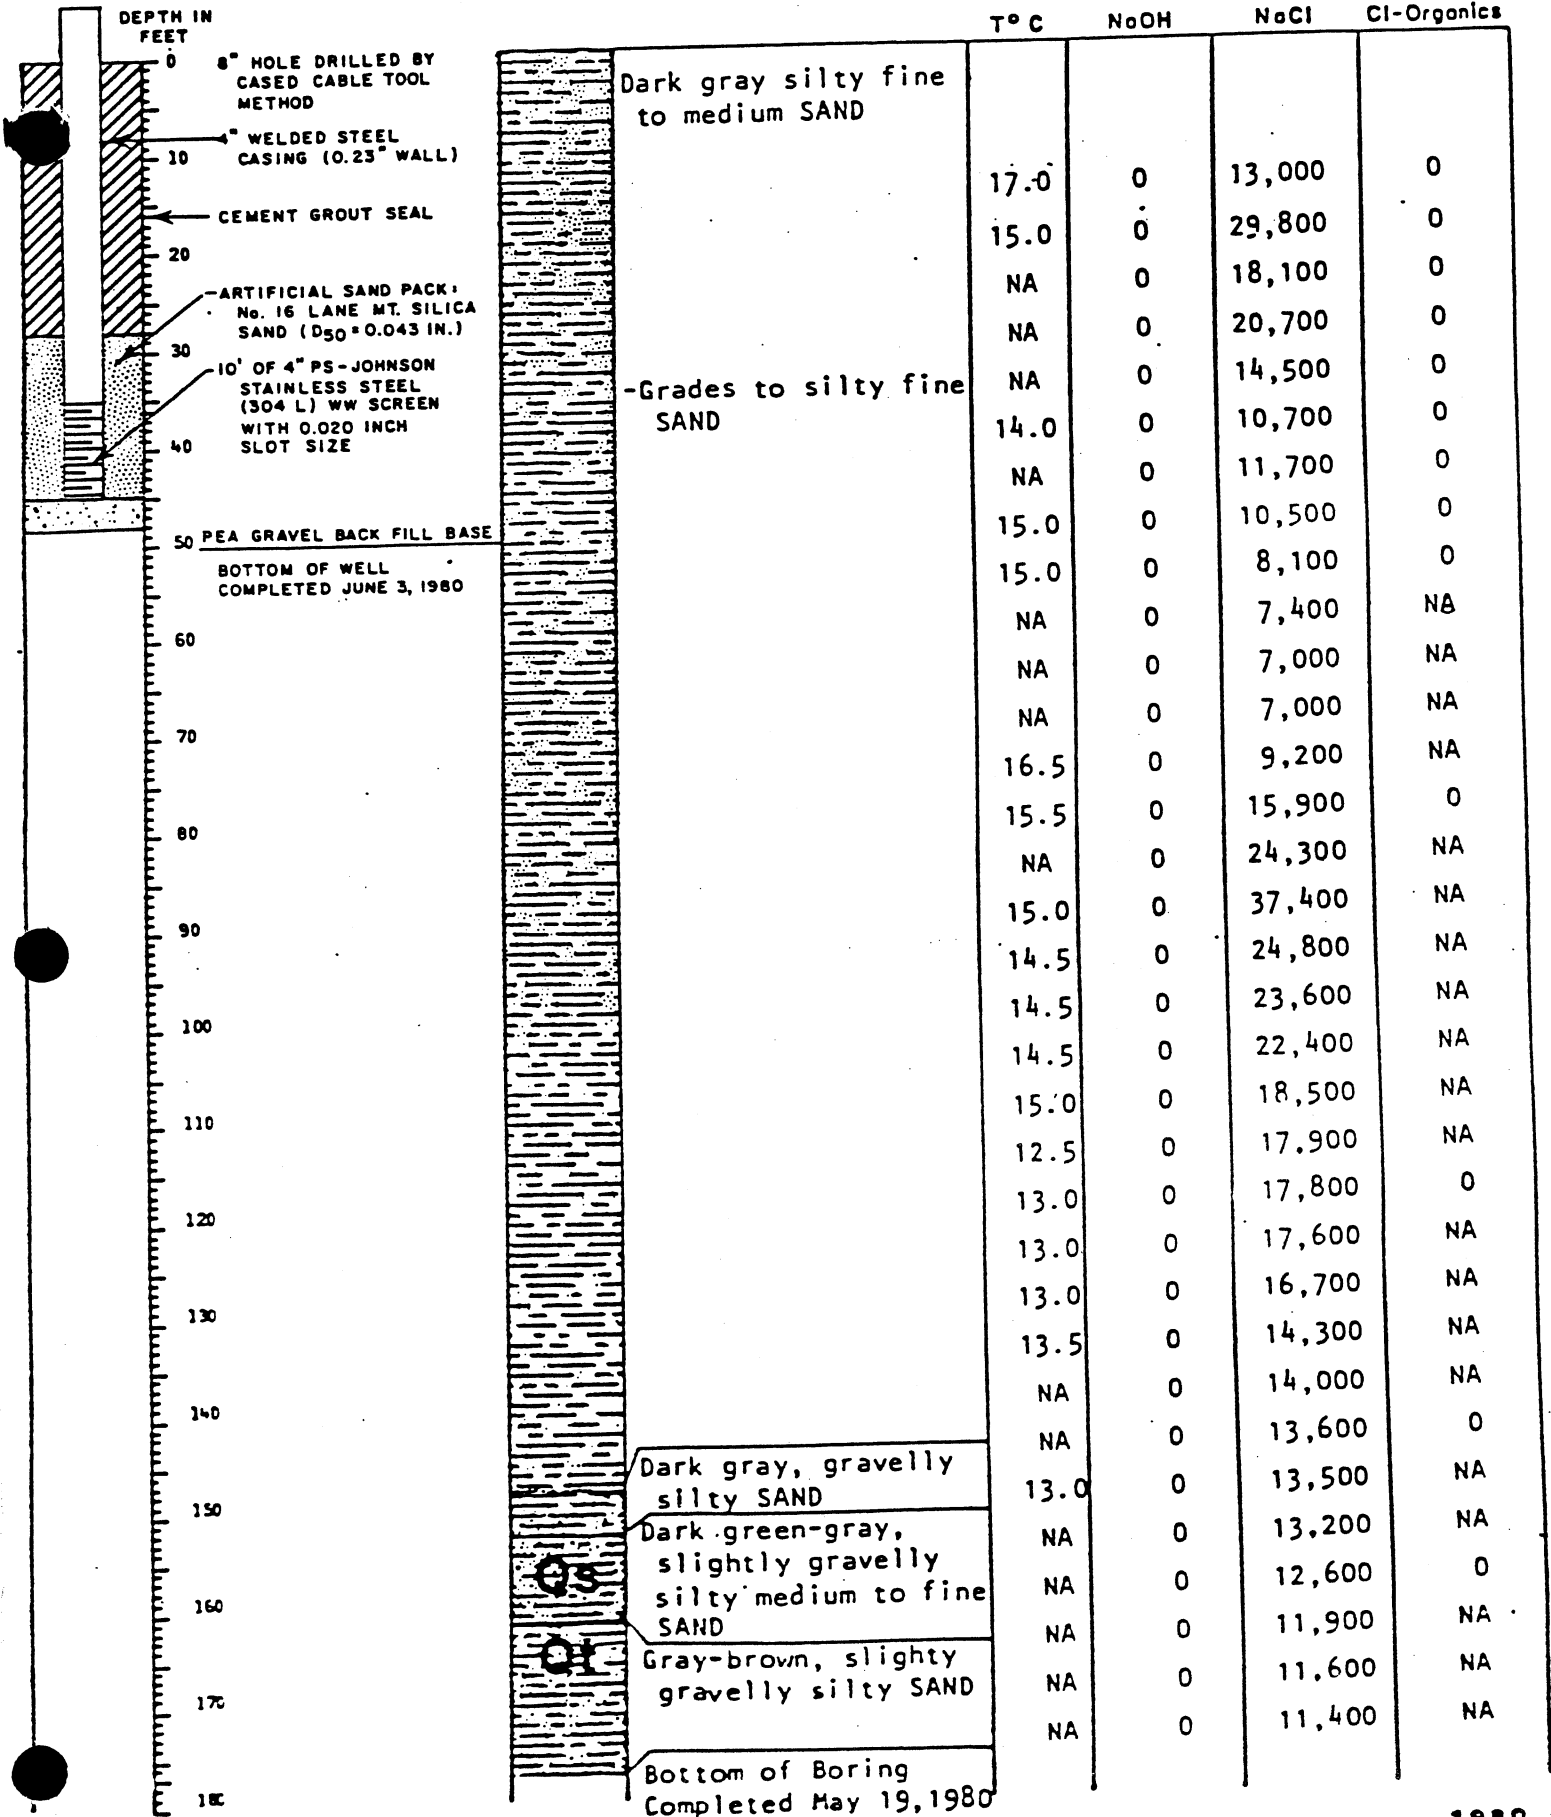 DEPTH IN
FEET
0
10
20
30
40
50
60
70
80
90
100
110
120
130
140
150
160
170
180
8" HOLE DRILLED BY
CASED CABLE TOOL
METHOD
4" WELDED STEEL
CASING (0.23" WALL)
CEMENT GROUT SEAL
ARTIFICIAL SAND PACK:
No. 16 LANE MT. SILICA
SAND (D50=0.043 IN.)
10' OF 4" PS-JOHNSON
STAINLESS STEEL
(304 L) WW SCREEN
WITH 0.020 INCH
SLOT SIZE
PEA GRAVEL BACK FILL BASE
BOTTOM OF WELL
COMPLETED JUNE 3, 1980
Dark gray silty fine
to medium SAND
-Grades to silty fine
SAND
Dark gray, gravelly
silty SAND
Dark green-gray,
slightly gravelly
silty medium to fine
SAND
Gray-brown, slighty
gravelly silty SAND
Bottom of Boring
Completed May 19,1980
Qs
Qt
T° C NaOH NaCl Cl-Organics
17.0 0 13,000 0
15.0 0 29,800 0
NA 0 18,100 0
NA 0 20,700 0
NA 0 14,500 0
14.0 0 10,700 0
NA 0 11,700 0
15.0 0 10,500 0
15.0 0 8,100 0
NA 0 7,400 NA
NA 0 7,000 NA
NA 0 7,000 NA
16.5 0 9,200 NA
15.5 0 15,900 0
NA 0 24,300 NA
15.0 0 37,400 NA
14.5 0 24,800 NA
14.5 0 23,600 NA
14.5 0 22,400 NA
15.0 0 18,500 NA
12.5 0 17.900 NA
13.0 0 17,800 0
13.0 0 17,600 NA
13.0 0 16,700 NA
13.5 0 14,300 NA
NA 0 14,000 NA
NA 0 13,600 0
13.0 0 13,500 NA
NA 0 13,200 NA
NA 0 12,600 0
NA 0 11,900 NA
NA 0 11,600 NA
NA 0 11,400 NA